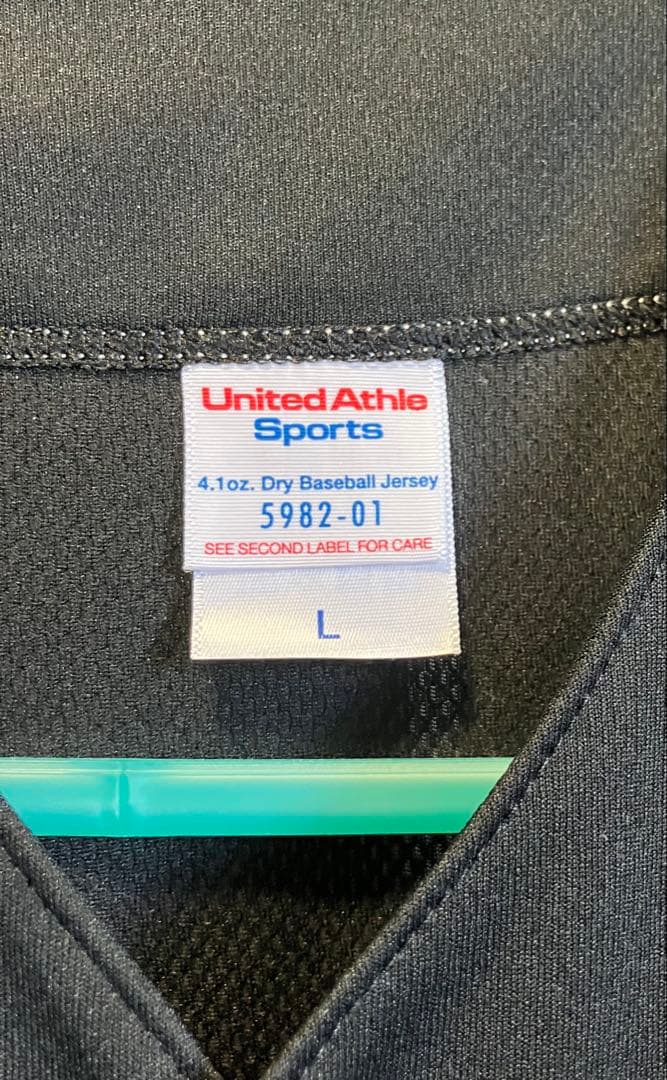 United Athle
Sports
4.1oz. Dry Baseball Jersey
5982-01
SEE SECOND LABEL FOR CARE
L